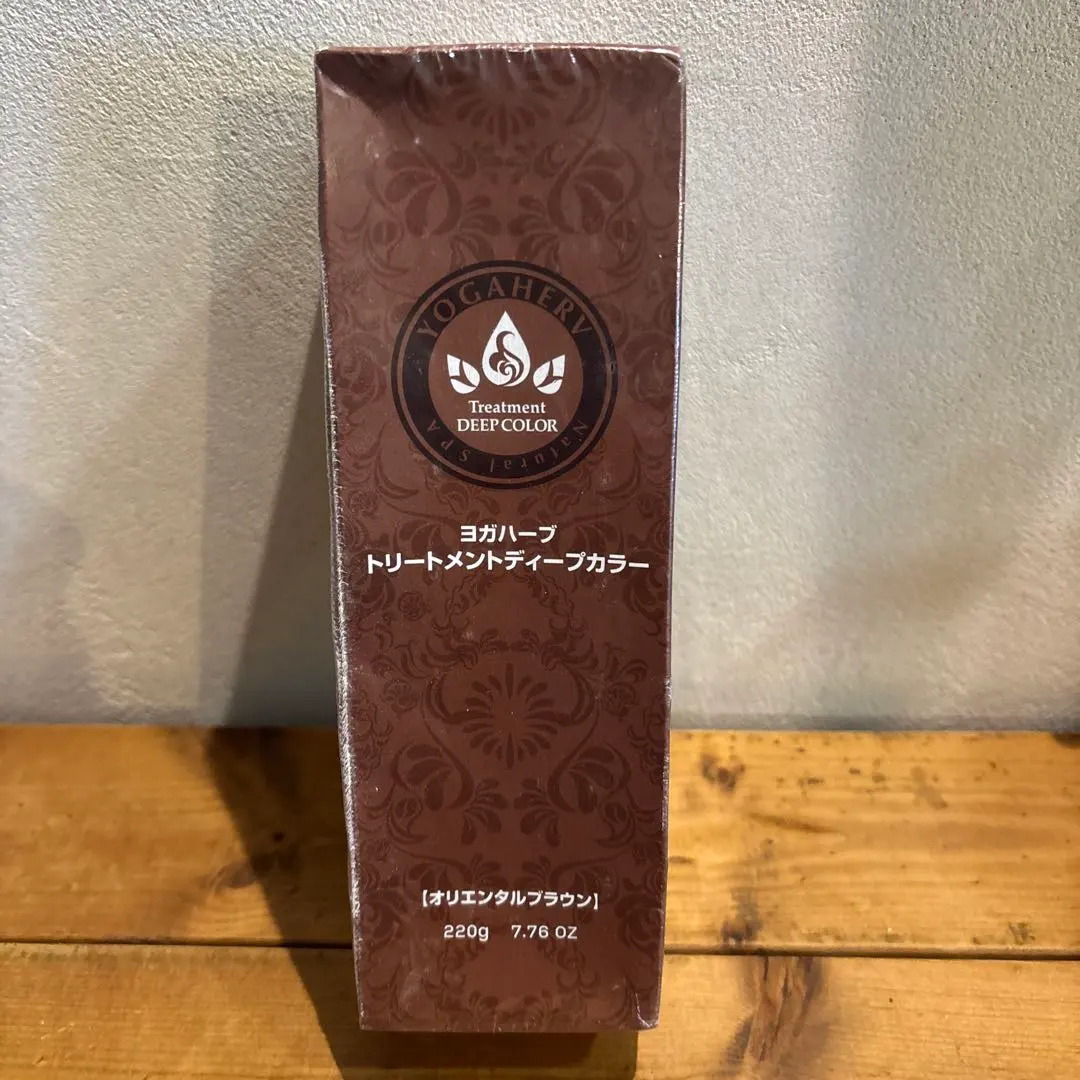 YOGAHERV
Treatment
DEEP COLOR
Natural SPA
ヨガハーブ
トリートメントディープカラー
【オリエンタルブラウン】
220g 7.76 OZ